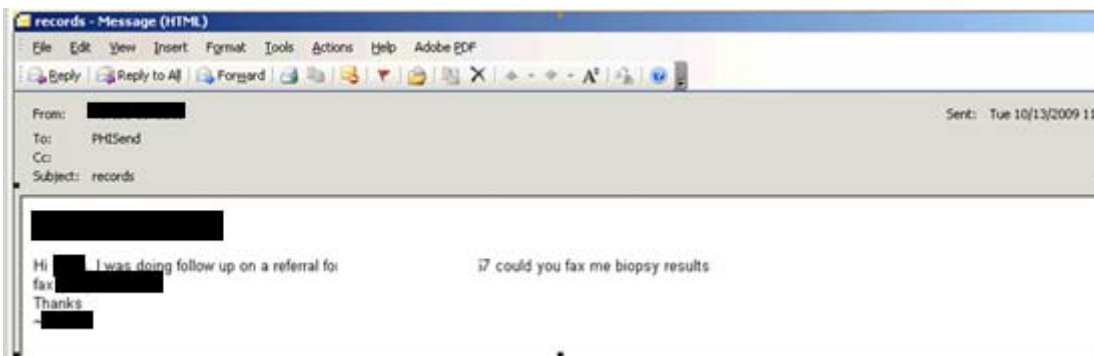 records - Message (HTML)
File Edit View Insert Format Tools Actions Help Adobe PDF
Reply Reply to All Forward
From: Sent: Tue 10/13/2009 11
To: PHISend
Cc:
Subject: records
Hi I was doing follow up on a referral for 7 could you fax me biopsy results
fax
Thanks
~